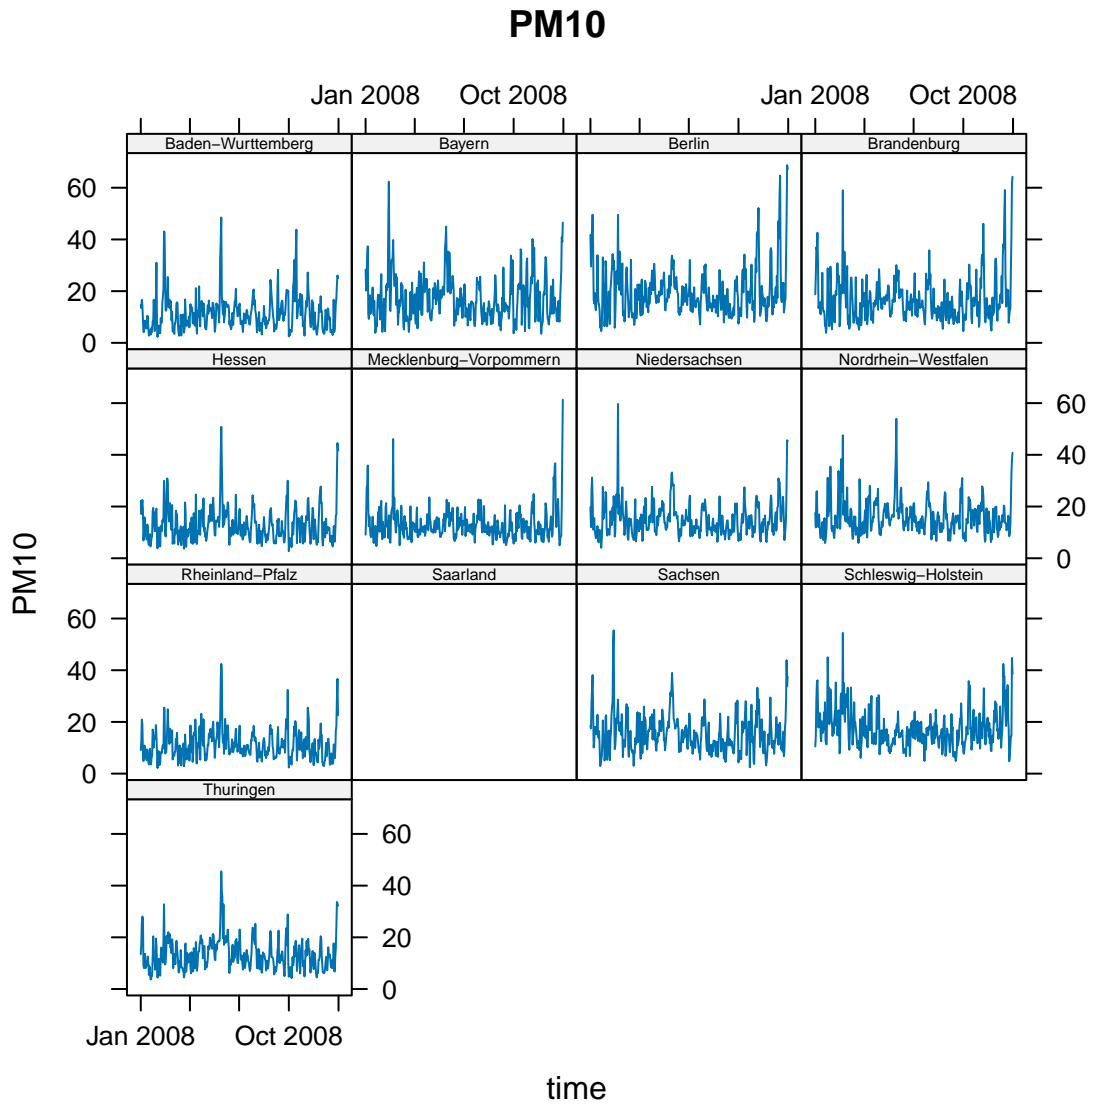 PM10
Jan 2008 Oct 2008 Jan 2008 Oct 2008
Baden−Wurttemberg Bayern Berlin Brandenburg
60
40
20
0
Hessen Mecklenburg−Vorpommern Niedersachsen Nordrhein−Westfalen
60
40
20
0
PM10
Rheinland−Pfalz Saarland Sachsen Schleswig−Holstein
60
40
20
0
Thuringen
60
40
20
0
Jan 2008 Oct 2008
time